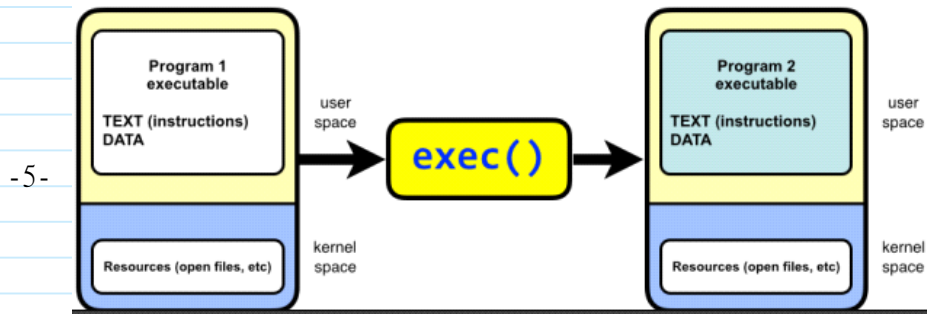 Program 1
executable
TEXT (instructions)
DATA
user
space
Resources (open files, etc)
kernel
space
exec()
Program 2
executable
TEXT (instructions)
DATA
user
space
Resources (open files, etc)
kernel
space
-5-